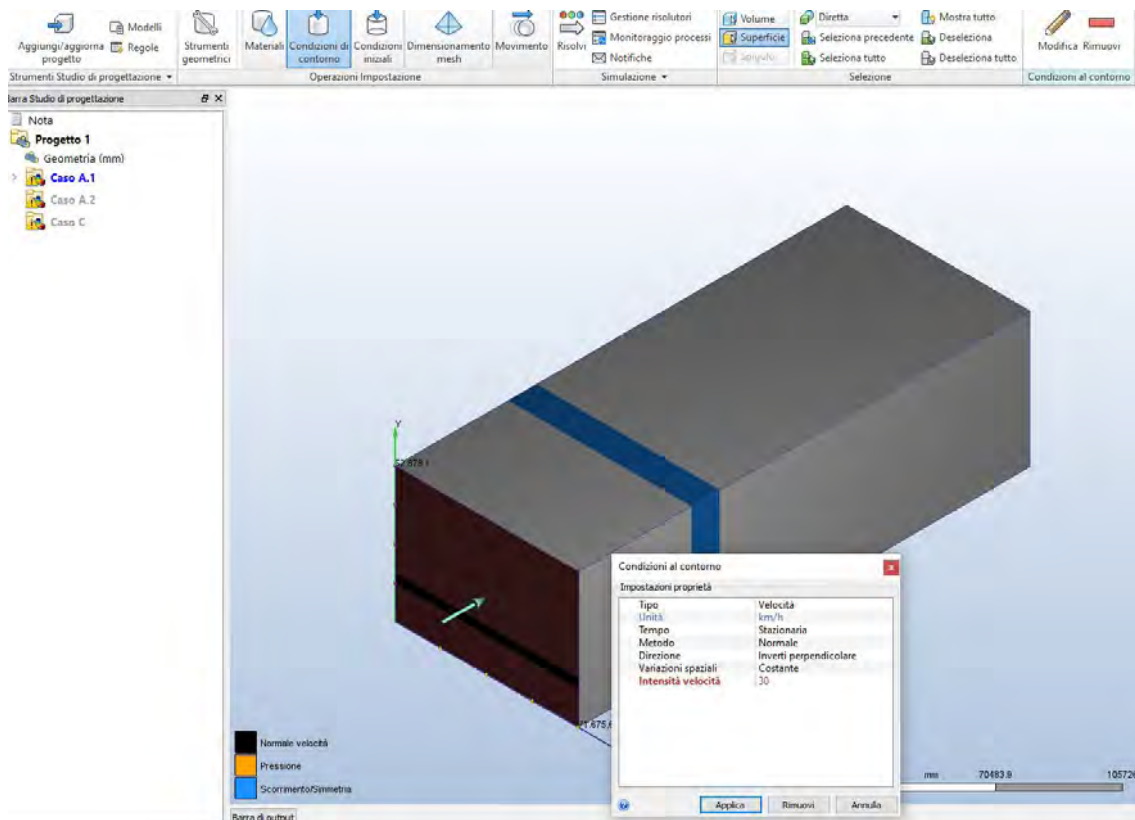 Aggiungi/aggiorna progetto
Modelli
Regole
Strumenti geometrici
Materiali
Condizioni di contorno
Condizioni iniziali
Dimensionamento mesh
Movimento
Risolvi
Gestione risolutori
Monitoraggio processi
Notifiche
Volume
Superficie
Diretta
Seleziona precedente
Seleziona tutto
Mostra tutto
Deseleziona
Deseleziona tutto
Modifica
Rimuovi
Strumenti Studio di progettazione
Operazioni Impostazione
Simulazione
Selezione
Condizioni al contorno
arra Studio di progettazione
Nota
Progetto 1
Geometria (mm)
Caso A.1
Caso A.2
Caso C
Y
Condizioni al contorno
Impostazioni proprietà
Tipo Velocità
Unità km/h
Tempo Stazionaria
Metodo Normale
Direzione Inverti perpendicolare
Variazioni spaziali Costante
Intensità velocità 30
Applica
Rimuovi
Annulla
Normale velocità
Pressione
Scorrimento/Simmetria
mm 70483.9 105726
Barra di output